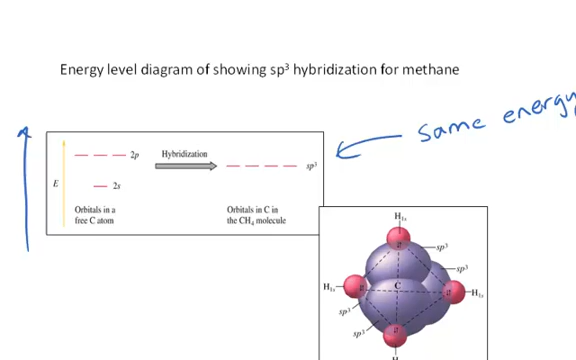 Energy level diagram of showing sp³ hybridization for methane
same energy
2p
Hybridization
sp³
E
2s
Orbitals in a
free C atom
Orbitals in C in
the CH₄ molecule
H₁ₛ
sp³
sp³
H₁ₛ
C
H₁ₛ
sp³
sp³
H